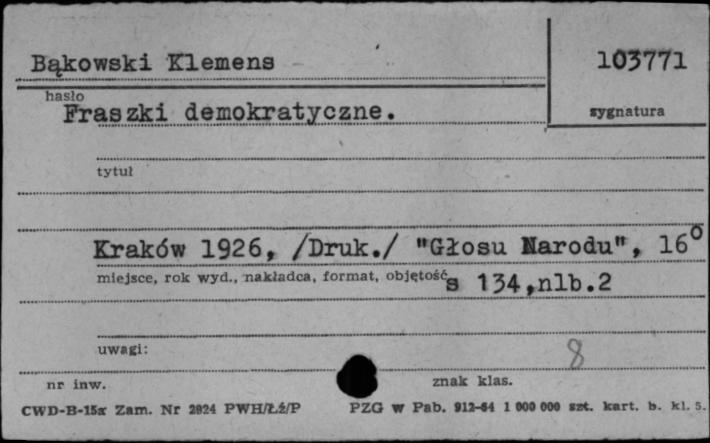 Bąkowski Klemens
103771
hasło
Fraszki demokratyczne.
sygnatura
tytuł
Kraków 1926, /Druk./ "Głosu Narodu", 16°
miejsce, rok wyd., nakładca, format, objętość
s 134,nlb.2
uwagi:
8
nr inw.
znak klas.
CWD-B-15a Zam. Nr 2824 PWH/Łź/P
PZG w Pab. 912-64 1 000 000 szt. kart. b. kl. 5.